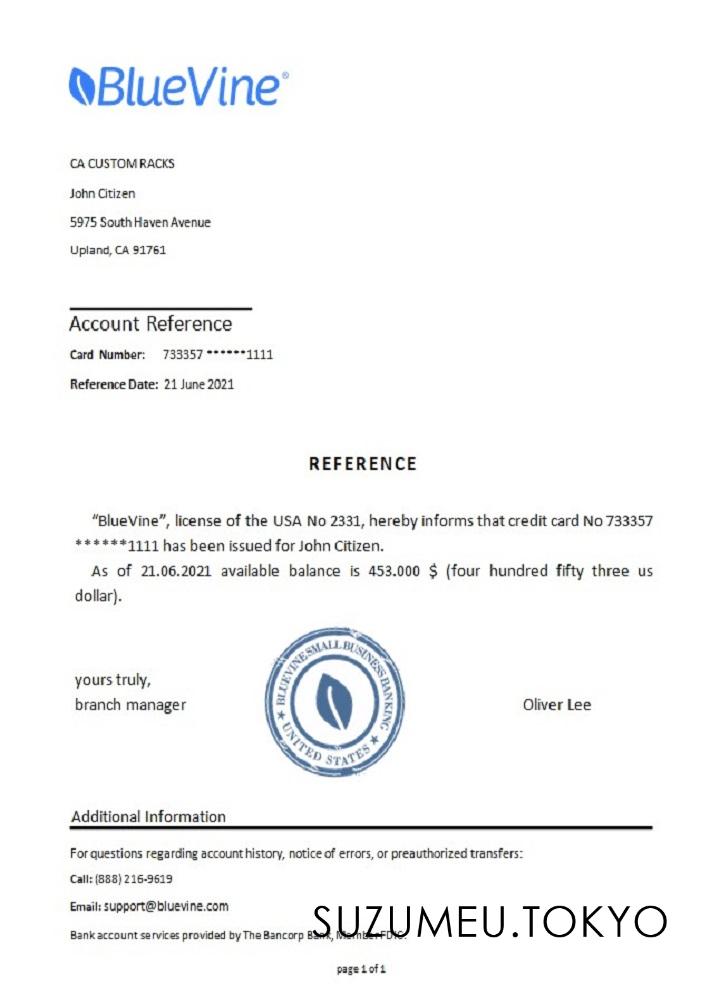 BlueVine®
CA CUSTOM RACKS
John Citizen
5975 South Haven Avenue
Upland, CA 91761
Account Reference
Card Number: 733357 ******1111
Reference Date: 21 June 2021
REFERENCE
“BlueVine”, license of the USA No 2331, hereby informs that credit card No 733357
******1111 has been issued for John Citizen.
As of 21.06.2021 available balance is 453.000 $ (four hundred fifty three us
dollar).
yours truly,
branch manager
BLUEVINE SMALL BUSINESS BANKING
★ UNITED STATES ★
Oliver Lee
Additional Information
For questions regarding account history, notice of errors, or preauthorized transfers:
Call: (888) 216-9619
Email: support@bluevine.com
Bank account services provided by The Bancorp Bank, Member FDIC.
SUZUMEU.TOKYO
page 1 of 1